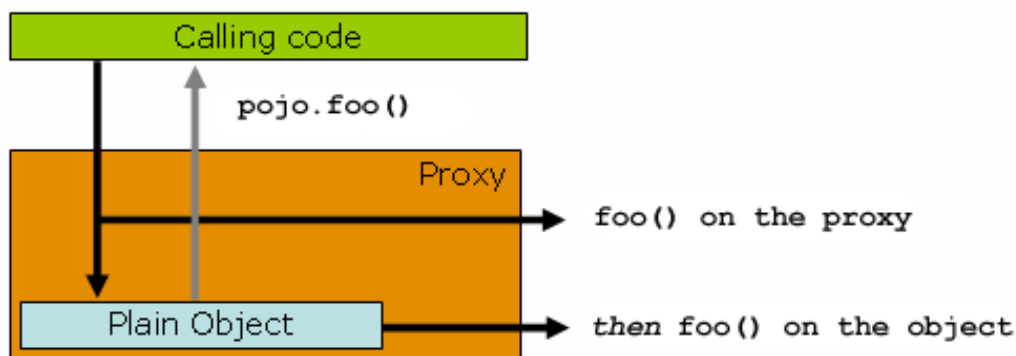 Calling code
pojo.foo()
Proxy
foo() on the proxy
Plain Object
then foo() on the object